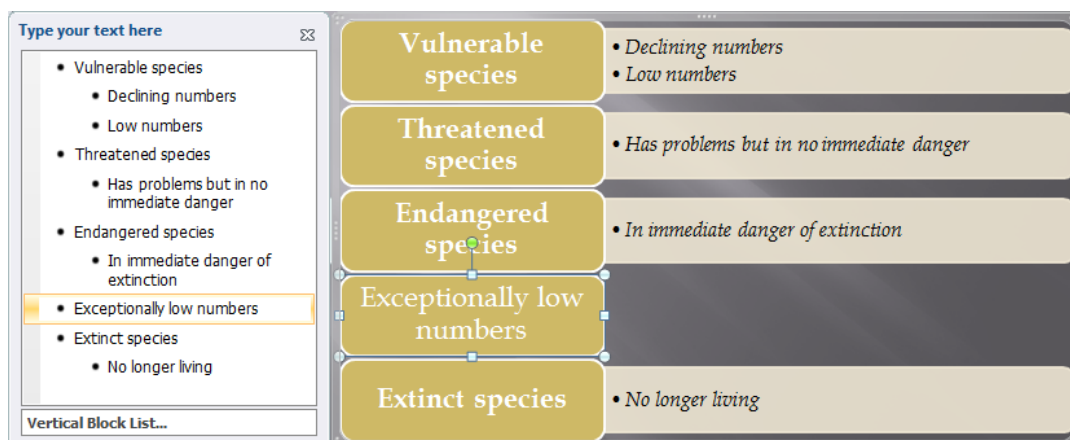 Type your text here
• Vulnerable species
• Declining numbers
• Low numbers
• Threatened species
• Has problems but in no
immediate danger
• Endangered species
• In immediate danger of
extinction
• Exceptionally low numbers
• Extinct species
• No longer living
Vertical Block List...
Vulnerable
species
• Declining numbers
• Low numbers
Threatened
species
• Has problems but in no immediate danger
Endangered
species
• In immediate danger of extinction
Exceptionally low
numbers
Extinct species
• No longer living